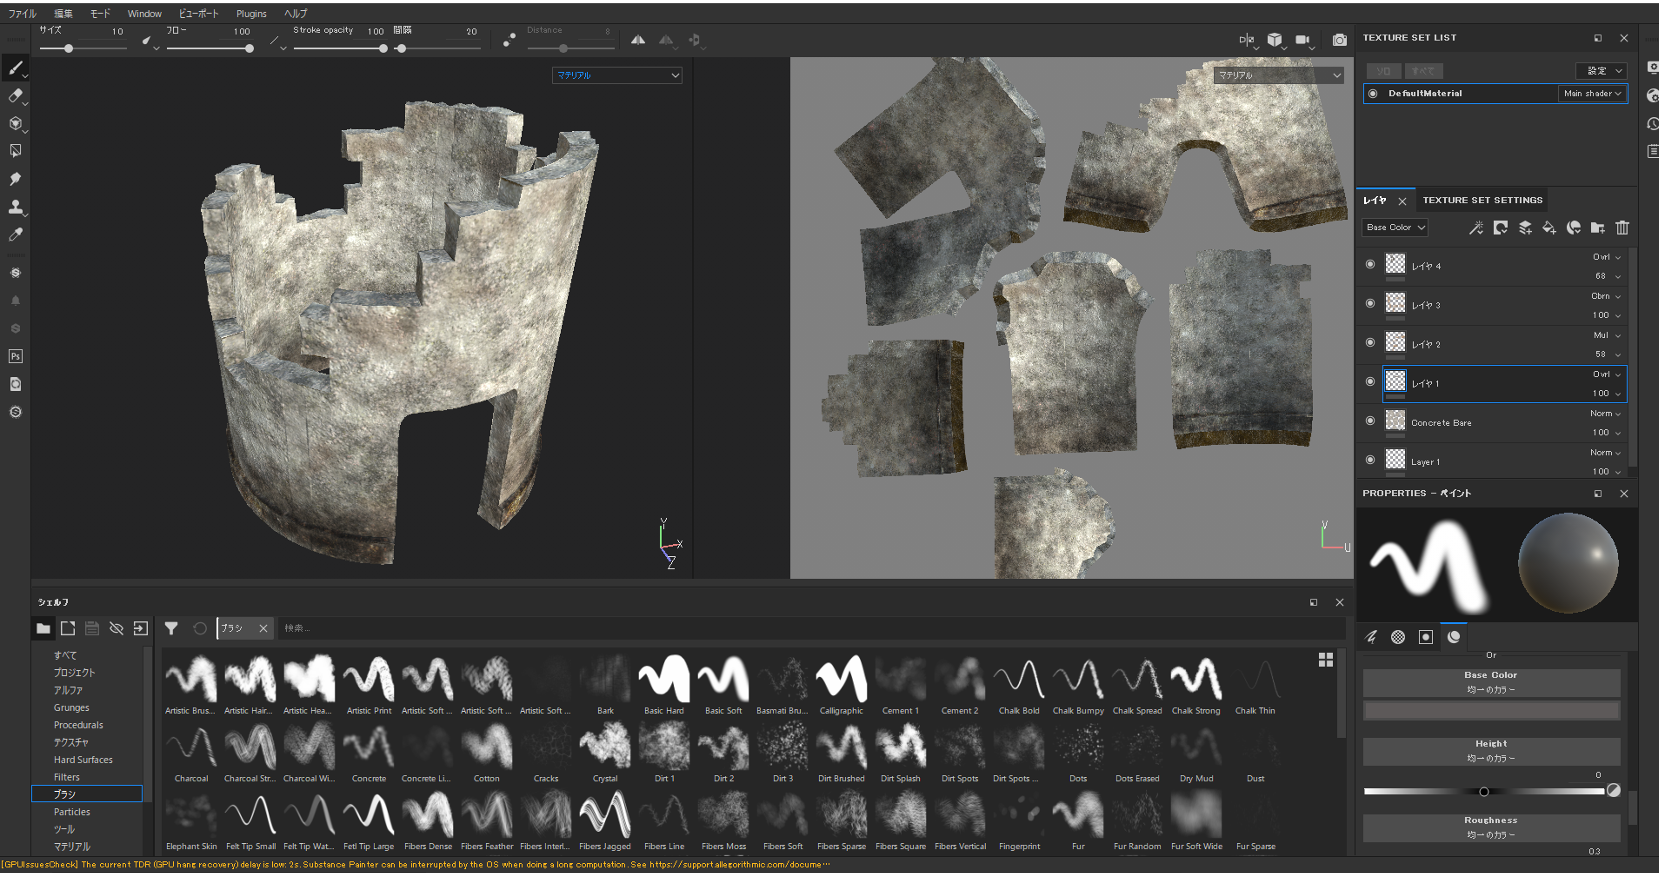 ファイル 編集 モード Window ビューポート Plugins ヘルプ
サイズ 10 フロー 100 Stroke opacity 100 間隔 20 Distance 8
マテリアル
マテリアル
TEXTURE SET LIST
ソロ すべて 設定
DefaultMaterial Main shader
レイヤ TEXTURE SET SETTINGS
Base Color
レイヤ 4 Ovrl 68
レイヤ 3 Cbrn 100
レイヤ 2 Mul 58
レイヤ 1 Ovrl 100
Concrete Bare Norm 100
Layer 1 Norm 100
PROPERTIES - ペイント
Or
Base Color
均一のカラー
Height
均一のカラー
0
Roughness
均一のカラー
0.3
Y
X
Z
V
U
Ps
シェルフ
ブラシ 検索...
すべて
プロジェクト
アルファ
Grunges
Procedurals
テクスチャ
Hard Surfaces
Filters
ブラシ
Particles
ツール
マテリアル
Artistic Brus... Artistic Hair... Artistic Hea... Artistic Print Artistic Soft ... Artistic Soft ... Artistic Soft ... Bark Basic Hard Basic Soft Basmati Bru... Calligraphic Cement 1 Cement 2 Chalk Bold Chalk Bumpy Chalk Spread Chalk Strong Chalk Thin
Charcoal Charcoal Str... Charcoal Wi... Concrete Concrete Li... Cotton Cracks Crystal Dirt 1 Dirt 2 Dirt 3 Dirt Brushed Dirt Splash Dirt Spots Dirt Spots ... Dots Dots Erased Dry Mud Dust
Elephant Skin Felt Tip Small Felt Tip Wat... Felt Tip Large Fibers Dense Fibers Feather Fibers Interl... Fibers Jagged Fibers Line Fibers Moss Fibers Soft Fibers Sparse Fibers Square Fibers Vertical Fingerprint Fur Fur Random Fur Soft Wide Fur Sparse
[GPUIssuesCheck] The current TDR (GPU hang recovery) delay is low: 2s. Substance Painter can be interrupted by the OS when doing a long computation. See https://support.allegorithmic.com/docume…